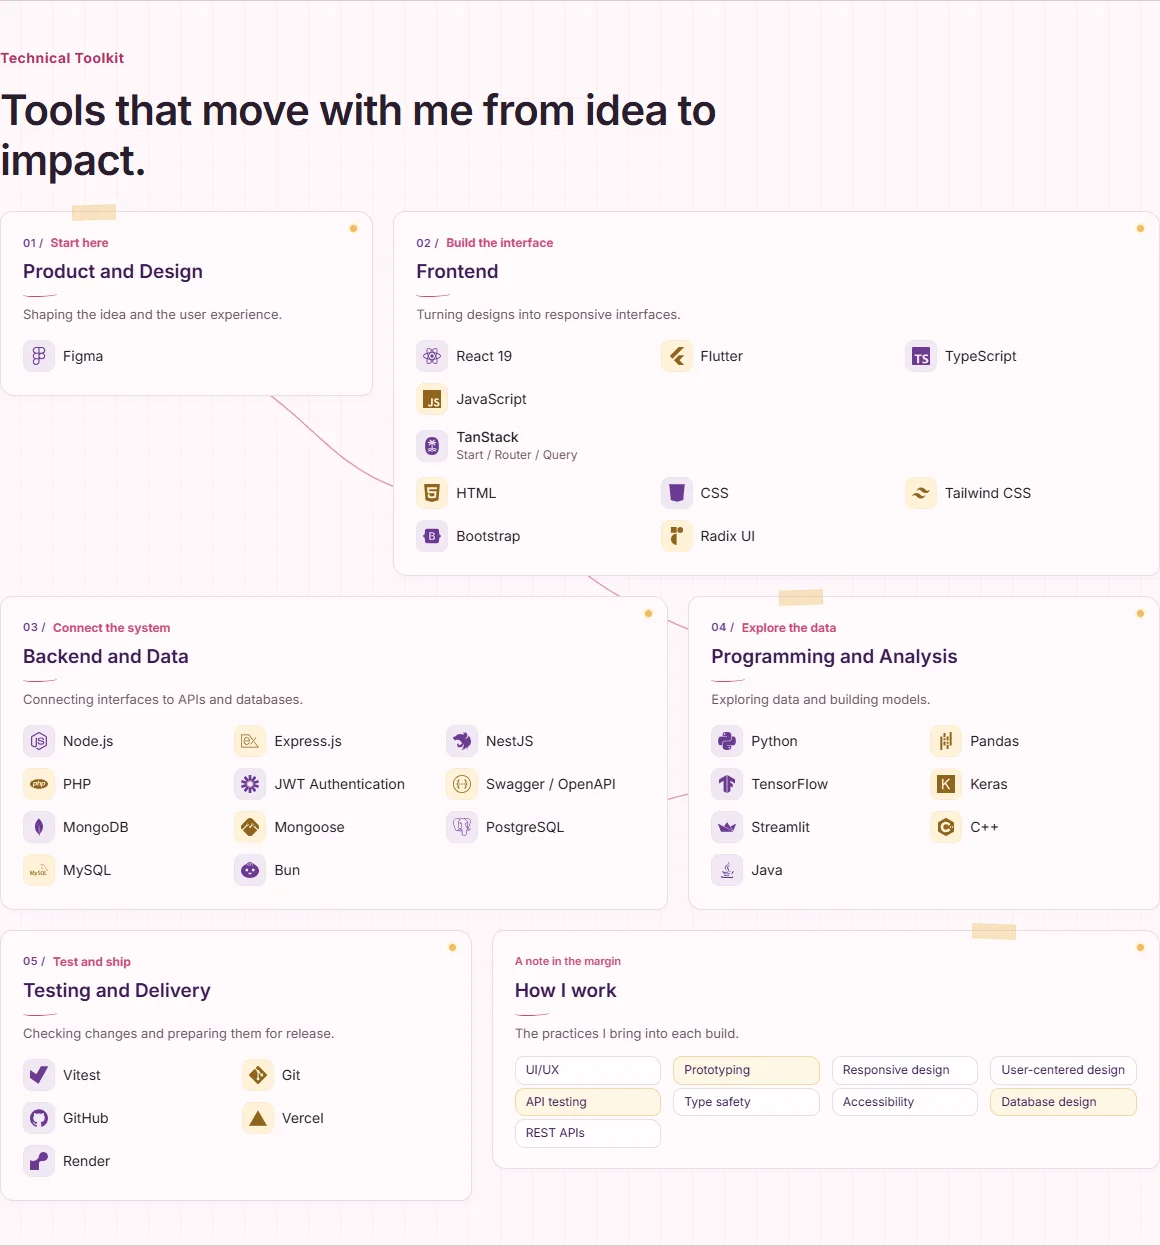 Technical Toolkit
Tools that move with me from idea to
impact.
01 / Start here
Product and Design
Shaping the idea and the user experience.
Figma
02 / Build the interface
Frontend
Turning designs into responsive interfaces.
React 19
Flutter
TS TypeScript
JS JavaScript
TanStack
Start / Router / Query
HTML
CSS
Tailwind CSS
B Bootstrap
Radix UI
03 / Connect the system
Backend and Data
Connecting interfaces to APIs and databases.
JS Node.js
ex Express.js
NestJS
php PHP
JWT Authentication
Swagger / OpenAPI
MongoDB
Mongoose
PostgreSQL
MySQL MySQL
Bun
04 / Explore the data
Programming and Analysis
Exploring data and building models.
Python
Pandas
TensorFlow
K Keras
Streamlit
C C++
Java
05 / Test and ship
Testing and Delivery
Checking changes and preparing them for release.
Vitest
Git
GitHub
Vercel
Render
A note in the margin
How I work
The practices I bring into each build.
UI/UX
Prototyping
Responsive design
User-centered design
API testing
Type safety
Accessibility
Database design
REST APIs